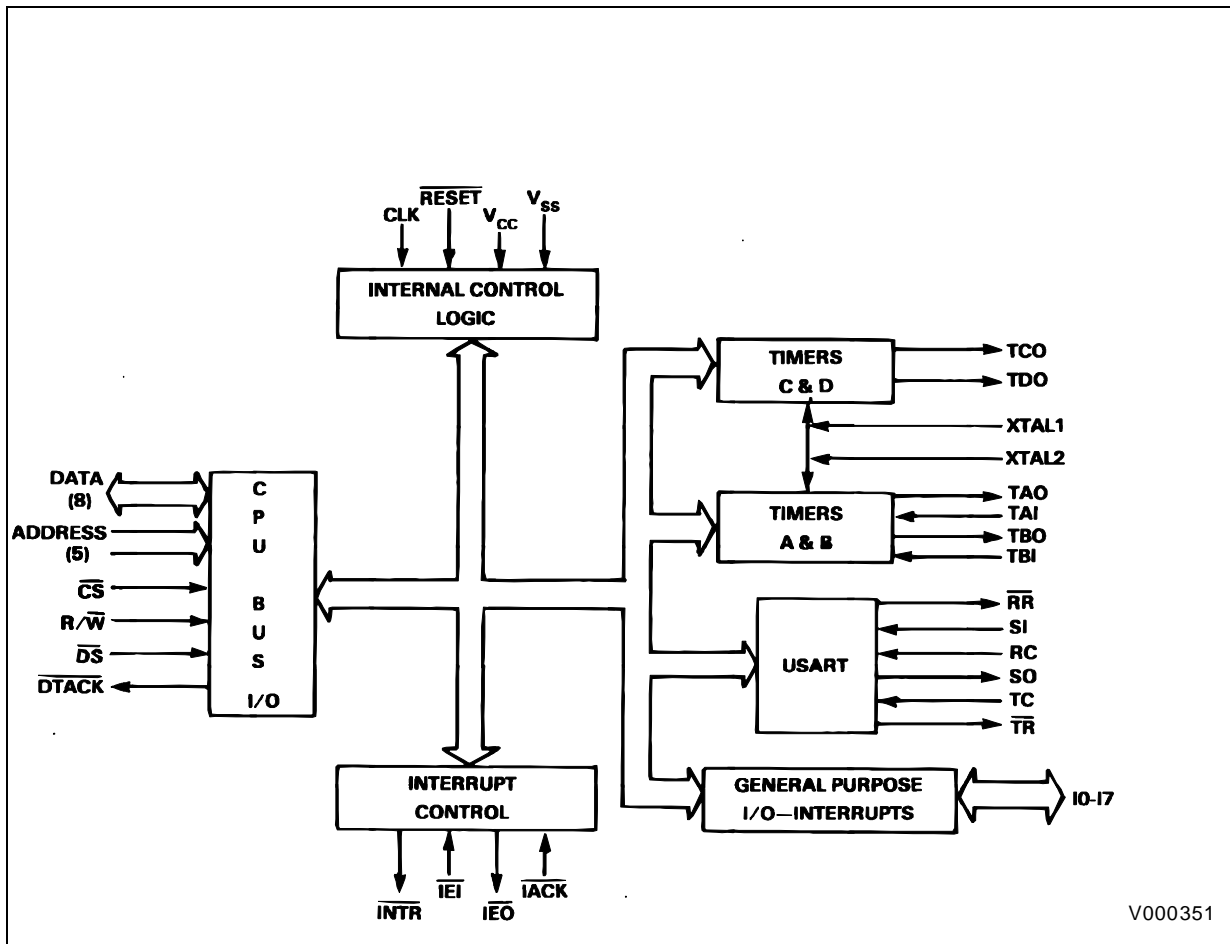 CLK
RESET
VCC
VSS
INTERNAL CONTROL
LOGIC
TIMERS
C & D
TCO
TDO
XTAL1
XTAL2
DATA
(8)
ADDRESS
(5)
CS
R/W
DS
DTACK
C
P
U
B
U
S
I/O
TIMERS
A & B
TAO
TAI
TBO
TBI
USART
RR
SI
RC
SO
TC
TR
INTERRUPT
CONTROL
INTR
IEI
IEO
IACK
GENERAL PURPOSE
I/O—INTERRUPTS
I0-I7
V000351